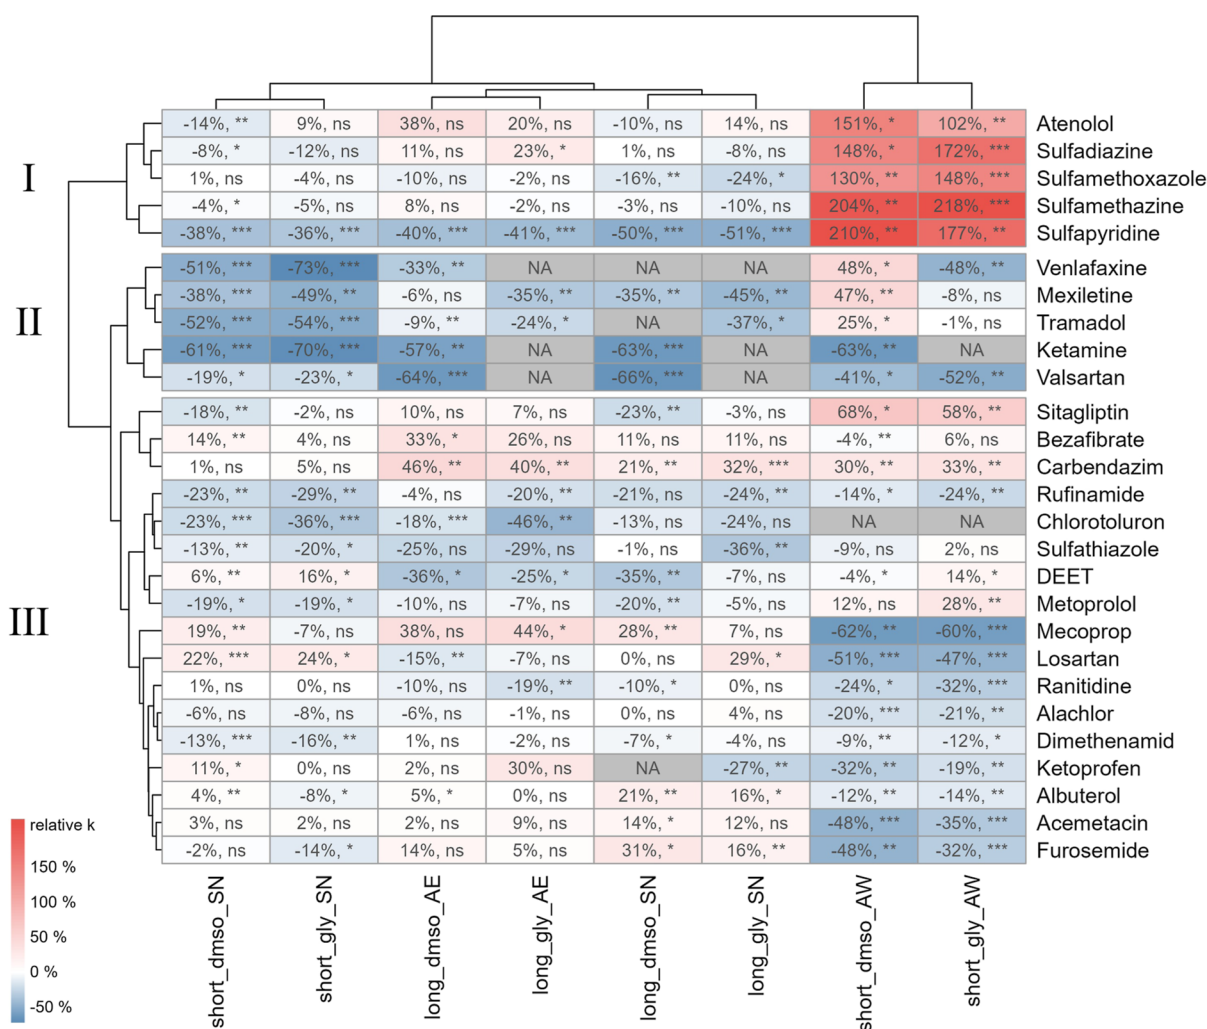 -14%, ** 9%, ns 38%, ns 20%, ns -10%, ns 14%, ns 151%, * 102%, ** Atenolol
-8%, * -12%, ns 11%, ns 23%, * 1%, ns -8%, ns 148%, * 172%, *** Sulfadiazine
I
1%, ns -4%, ns -10%, ns -2%, ns -16%, ** -24%, * 130%, ** 148%, *** Sulfamethoxazole
-4%, * -5%, ns 8%, ns -2%, ns -3%, ns -10%, ns 204%, ** 218%, *** Sulfamethazine
-38%, *** -36%, *** -40%, *** -41%, *** -50%, *** -51%, *** 210%, ** 177%, ** Sulfapyridine
-51%, *** -73%, *** -33%, ** NA NA NA 48%, * -48%, ** Venlafaxine
-38%, *** -49%, ** -6%, ns -35%, ** -35%, ** -45%, ** 47%, ** -8%, ns Mexiletine
II
-52%, *** -54%, *** -9%, ** -24%, * NA -37%, * 25%, * -1%, ns Tramadol
-61%, *** -70%, *** -57%, ** NA -63%, *** NA -63%, ** NA Ketamine
-19%, * -23%, * -64%, *** NA -66%, *** NA -41%, * -52%, ** Valsartan
-18%, ** -2%, ns 10%, ns 7%, ns -23%, ** -3%, ns 68%, * 58%, ** Sitagliptin
14%, ** 4%, ns 33%, * 26%, ns 11%, ns 11%, ns -4%, ** 6%, ns Bezafibrate
1%, ns 5%, ns 46%, ** 40%, ** 21%, ** 32%, *** 30%, ** 33%, ** Carbendazim
-23%, ** -29%, ** -4%, ns -20%, ** -21%, ns -24%, ** -14%, * -24%, ** Rufinamide
-23%, *** -36%, *** -18%, *** -46%, ** -13%, ns -24%, ns NA NA Chlorotoluron
-13%, ** -20%, * -25%, ns -29%, ns -1%, ns -36%, ** -9%, ns 2%, ns Sulfathiazole
6%, ** 16%, * -36%, * -25%, * -35%, ** -7%, ns -4%, * 14%, * DEET
-19%, * -19%, * -10%, ns -7%, ns -20%, ** -5%, ns 12%, ns 28%, ** Metoprolol
III
19%, ** -7%, ns 38%, ns 44%, * 28%, ** 7%, ns -62%, ** -60%, *** Mecoprop
22%, *** 24%, * -15%, ** -7%, ns 0%, ns 29%, * -51%, *** -47%, *** Losartan
1%, ns 0%, ns -10%, ns -19%, ** -10%, * 0%, ns -24%, * -32%, *** Ranitidine
-6%, ns -8%, ns -6%, ns -1%, ns 0%, ns 4%, ns -20%, *** -21%, ** Alachlor
-13%, *** -16%, ** 1%, ns -2%, ns -7%, * -4%, ns -9%, ** -12%, * Dimethenamid
11%, * 0%, ns 2%, ns 30%, ns NA -27%, ** -32%, ** -19%, ** Ketoprofen
4%, ** -8%, * 5%, * 0%, ns 21%, ** 16%, * -12%, ** -14%, ** Albuterol
3%, ns 2%, ns 2%, ns 9%, ns 14%, * 12%, ns -48%, *** -35%, *** Acemetacin
-2%, ns -14%, * 14%, ns 5%, ns 31%, * 16%, ** -48%, ** -32%, *** Furosemide
relative k
150 %
100 %
50 %
0 %
-50 %
short_dmso_SN
short_gly_SN
long_dmso_AE
long_gly_AE
long_dmso_SN
long_gly_SN
short_dmso_AW
short_gly_AW